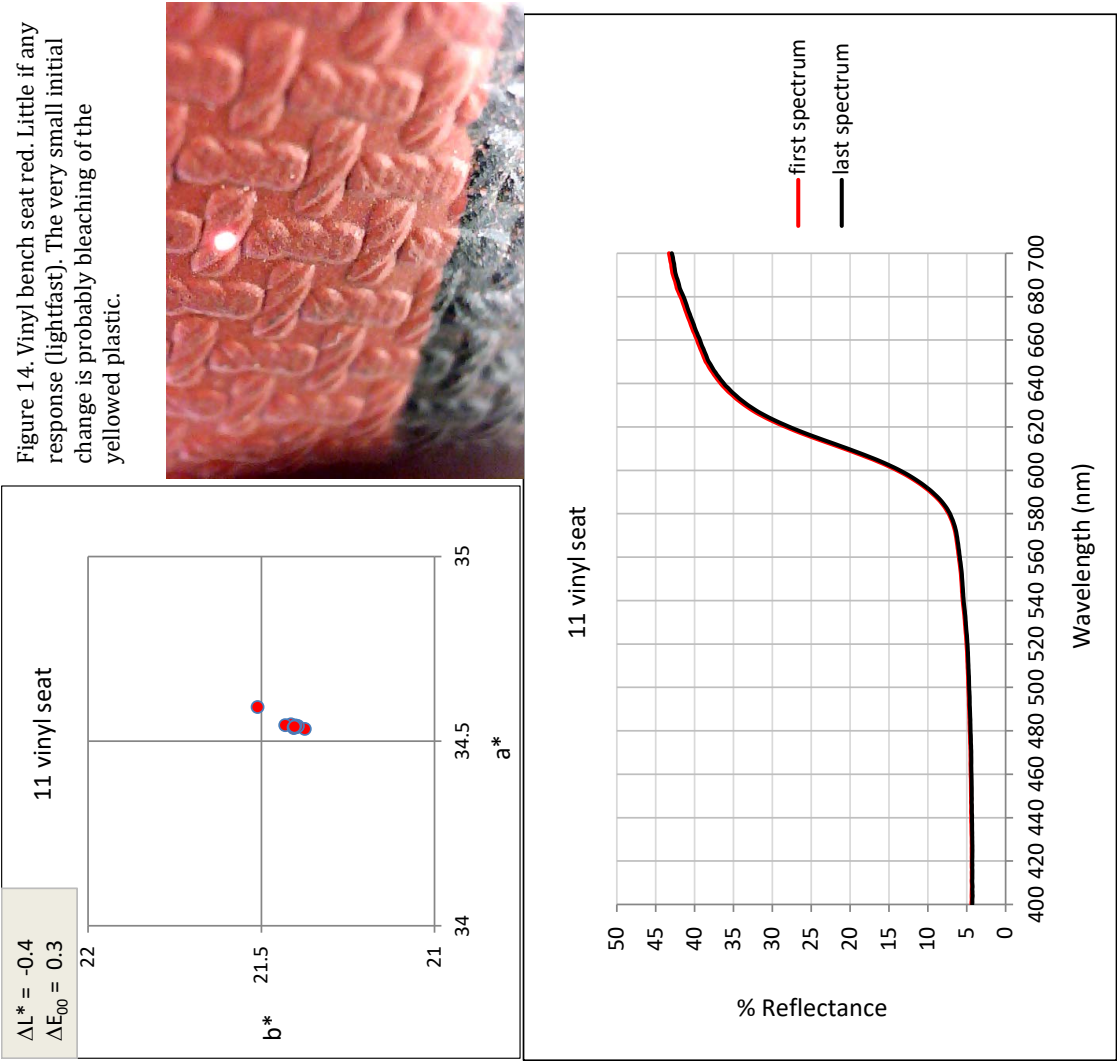 Figure 14. Vinyl bench seat red. Little if any
response (lightfast). The very small initial
change is probably bleaching of the
yellowed plastic.
ΔL* = -0.4
ΔE00 = 0.3
11 vinyl seat
22
21.5
21
b*
34
34.5
35
a*
11 vinyl seat
50
45
40
35
30
25
20
15
10
5
0
% Reflectance
400 420 440 460 480 500 520 540 560 580 600 620 640 660 680 700
Wavelength (nm)
first spectrum
last spectrum